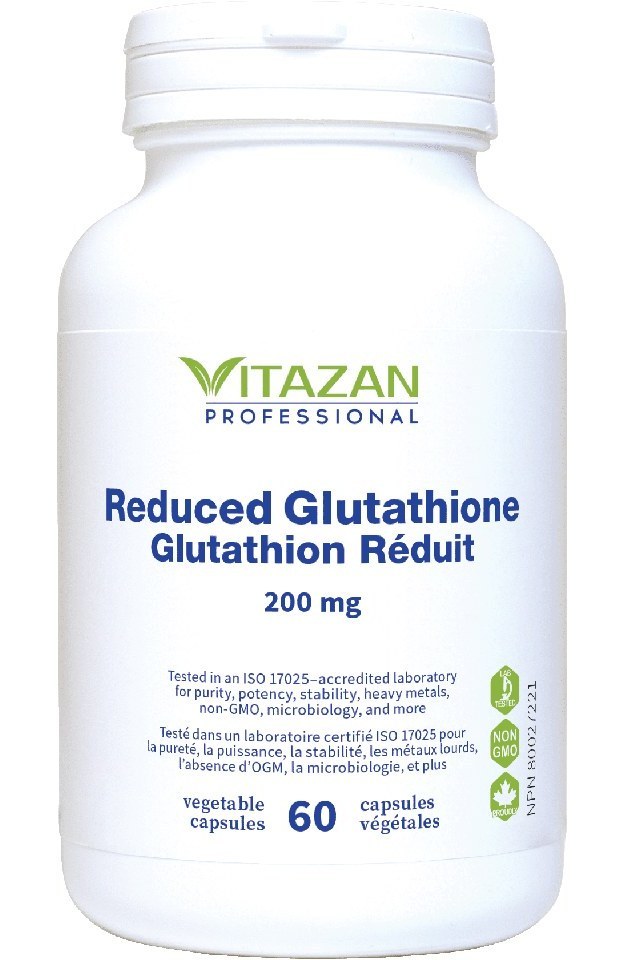 VITAZAN
PROFESSIONAL
Reduced Glutathione
Glutathion Réduit
200 mg
Tested in an ISO 17025–accredited laboratory
for purity, potency, stability, heavy metals,
non-GMO, microbiology, and more
Testé dans un laboratoire certifié ISO 17025 pour
la pureté, la puissance, la stabilité, les métaux lourds,
l'absence d'OGM, la microbiologie, et plus
vegetable
capsules
60
capsules
végétales
LAB
TESTED
NON
GMO
PROUDLY
NPN 80027221